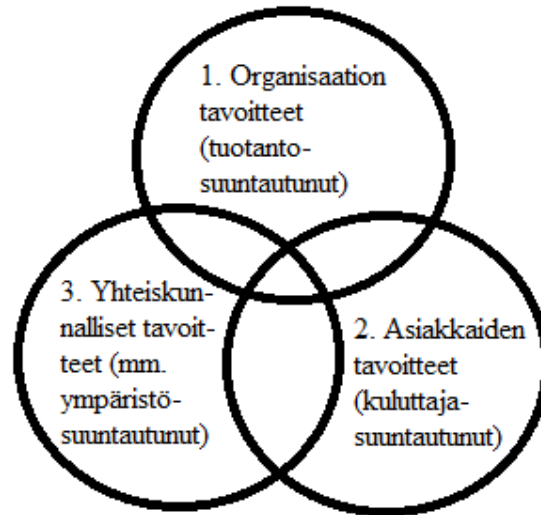 1. Organisaation
tavoitteet
(tuotanto-
suuntautunut)
3. Yhteiskun-
nalliset tavoit-
teet (mm.
ympäristö-
suuntautunut)
2. Asiakkaiden
tavoitteet
(kuluttaja-
suuntautunut)